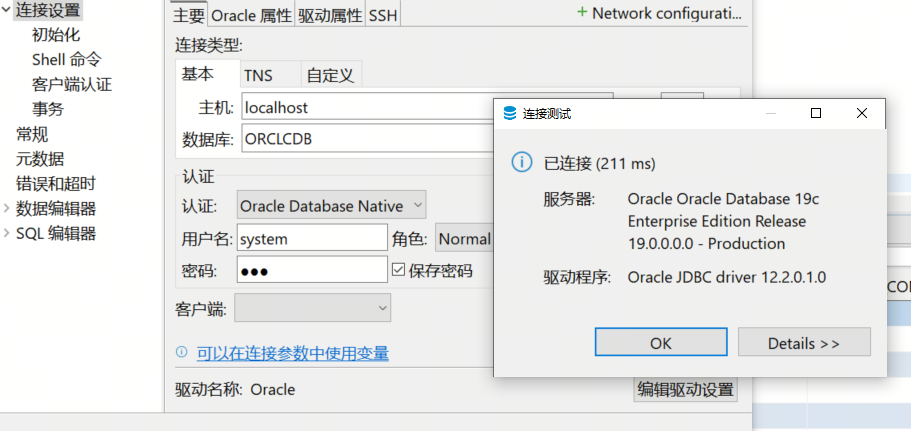 连接设置
初始化
Shell 命令
客户端认证
事务
常规
元数据
错误和超时
数据编辑器
SQL 编辑器
主要 Oracle 属性 驱动属性 SSH
+ Network configurati...
连接类型:
基本 TNS 自定义
主机: localhost
数据库: ORCLCDB
认证
认证: Oracle Database Native
用户名: system 角色: Normal
密码: ●●● 保存密码
客户端:
可以在连接参数中使用变量
驱动名称: Oracle
编辑驱动设置
连接测试
已连接 (211 ms)
服务器: Oracle Oracle Database 19c
Enterprise Edition Release
19.0.0.0.0 - Production
驱动程序: Oracle JDBC driver 12.2.0.1.0
OK Details >>